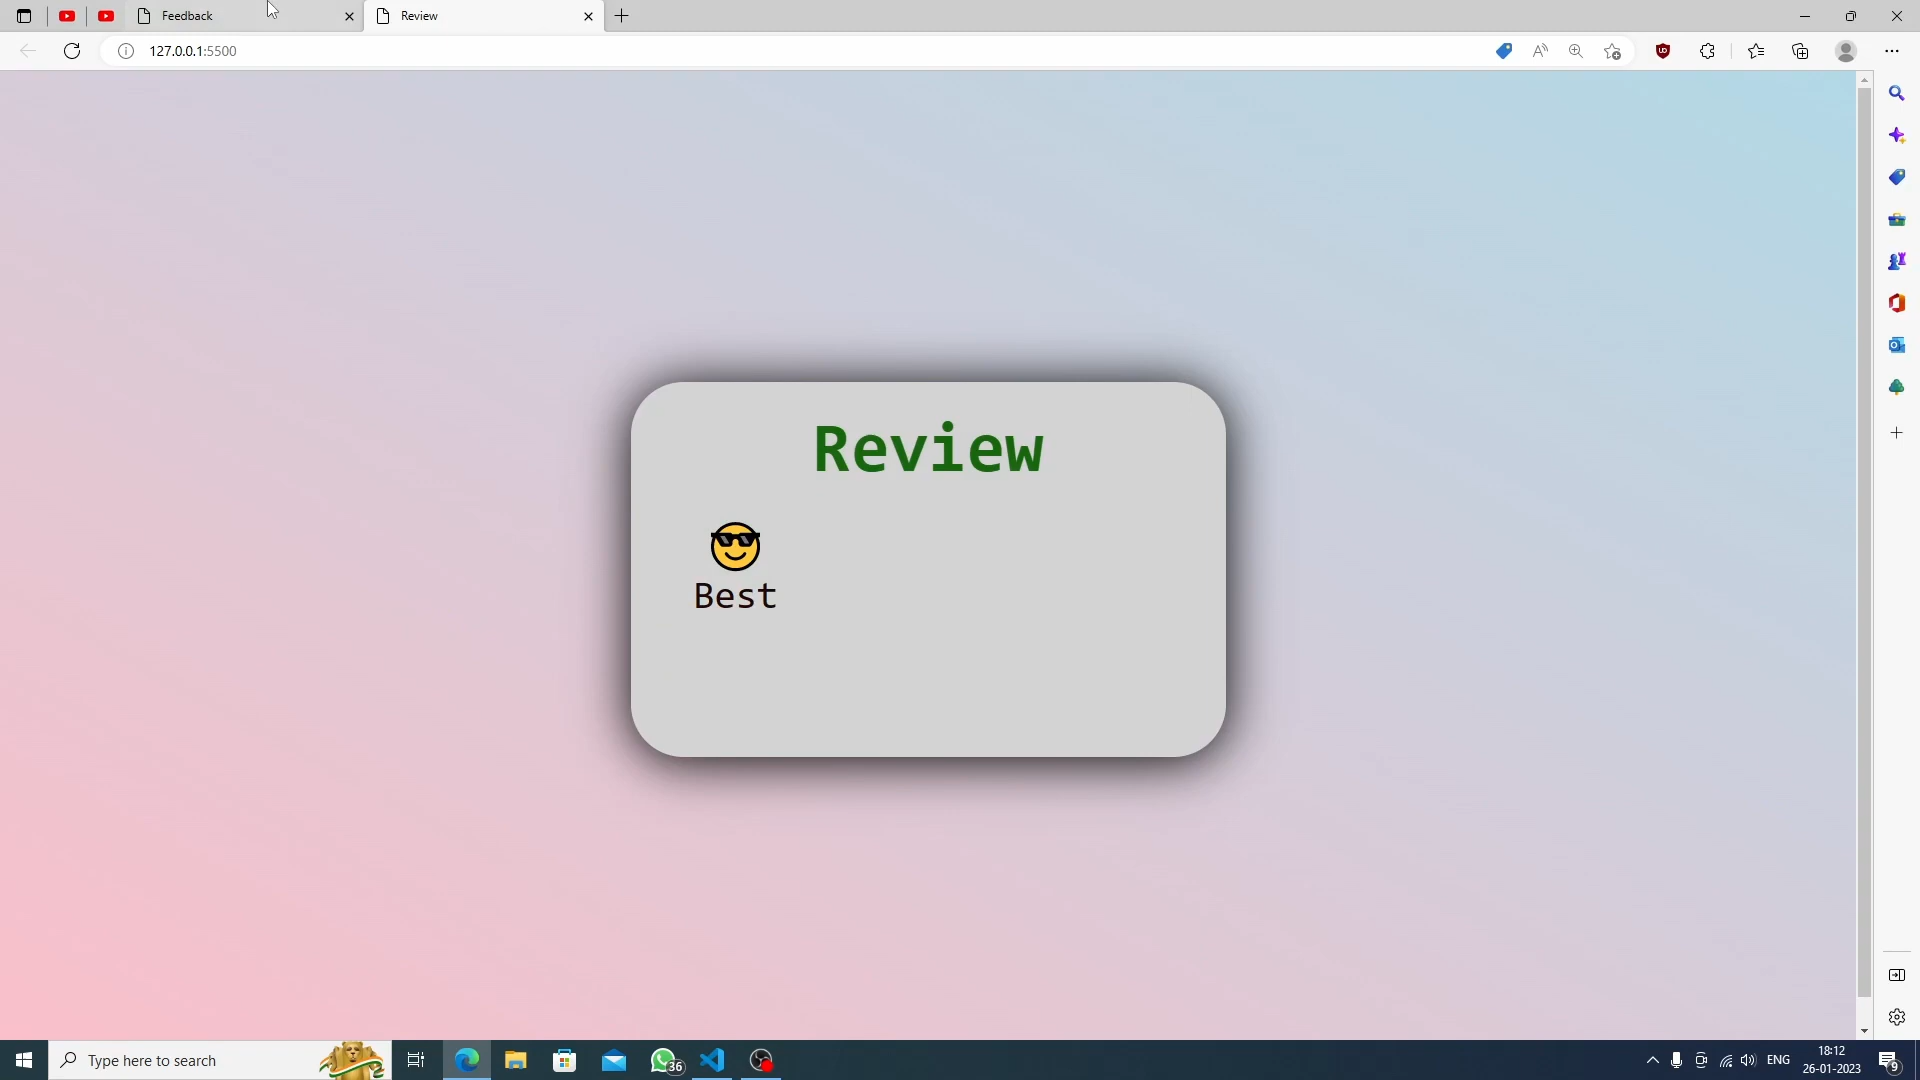 Feedback
Review
127.0.0.1:5500
Review
Best
Type here to search
36
ENG
18:12
26-01-2023
9